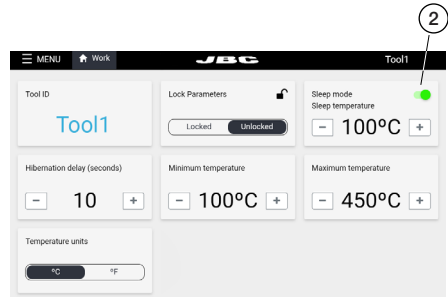 2
MENU Work JBC Tool1
Tool ID
Tool1
Lock Parameters
Locked Unlocked
Sleep mode
Sleep temperature
- 100ºC +
Hibernation delay (seconds)
- 10 +
Minimum temperature
- 100ºC +
Maximum temperature
- 450ºC +
Temperature units
ºC ºF